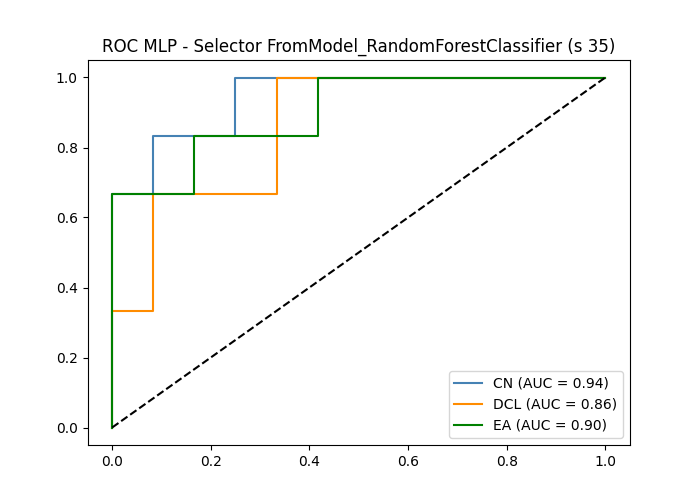 ROC MLP - Selector FromModel_RandomForestClassifier (s 35)
1.0
0.8
0.6
0.4
0.2
0.0
0.0 0.2 0.4 0.6 0.8 1.0
CN (AUC = 0.94)
DCL (AUC = 0.86)
EA (AUC = 0.90)